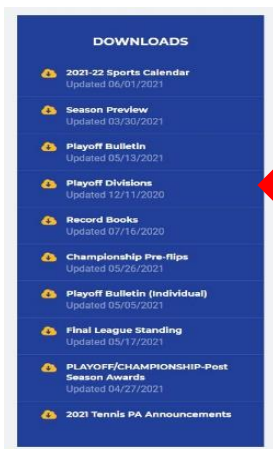 DOWNLOADS
2021-22 Sports Calendar
Updated 06/01/2021
Season Preview
Updated 03/30/2021
Playoff Bulletin
Updated 05/13/2021
Playoff Divisions
Updated 12/11/2020
Record Books
Updated 07/16/2020
Championship Pre-flips
Updated 05/26/2021
Playoff Bulletin (Individual)
Updated 05/05/2021
Final League Standing
Updated 05/17/2021
PLAYOFF/CHAMPIONSHIP-Post
Season Awards
Updated 04/27/2021
2021 Tennis PA Announcements